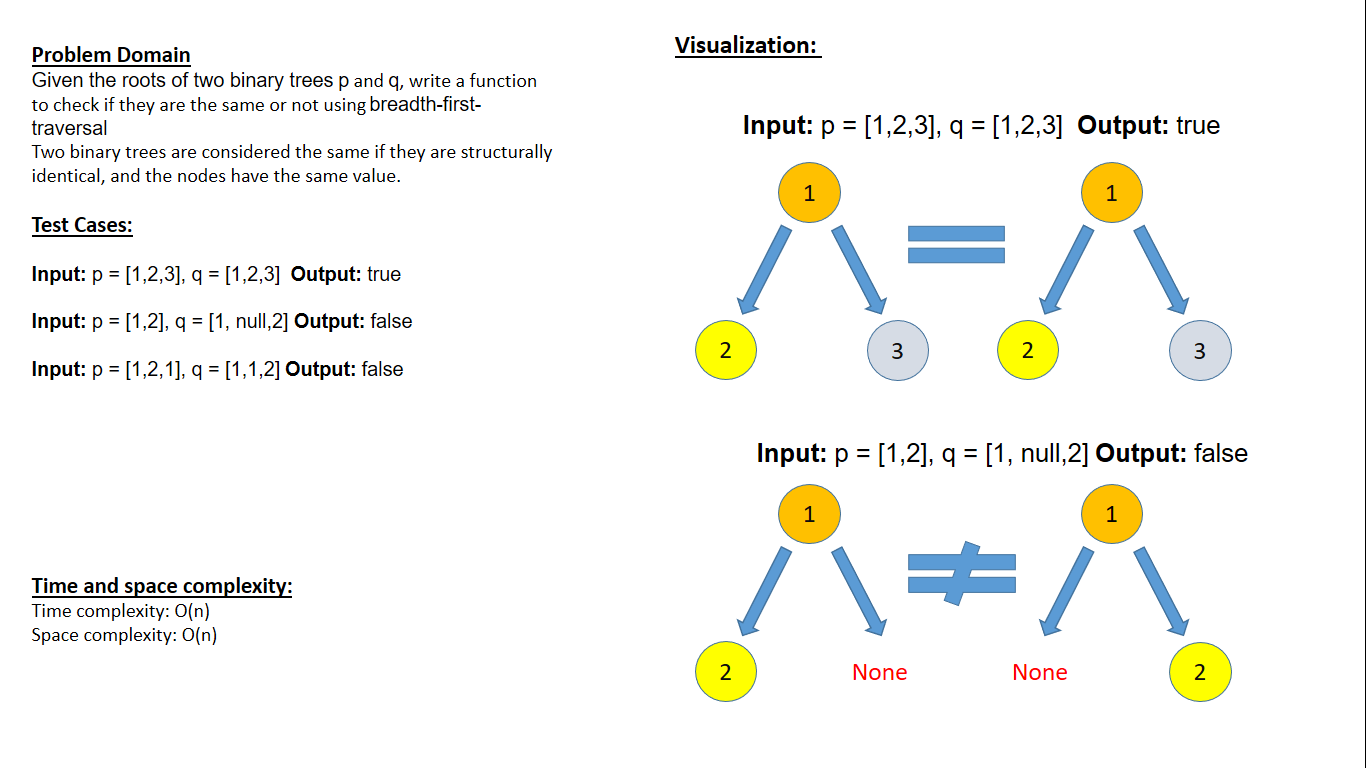 Problem Domain
Given the roots of two binary trees p and q, write a function
to check if they are the same or not using breadth-first-
traversal
Two binary trees are considered the same if they are structurally
identical, and the nodes have the same value.
Test Cases:
Input: p = [1,2,3], q = [1,2,3] Output: true
Input: p = [1,2], q = [1, null,2] Output: false
Input: p = [1,2,1], q = [1,1,2] Output: false
Time and space complexity:
Time complexity: O(n)
Space complexity: O(n)
Visualization:
Input: p = [1,2,3], q = [1,2,3] Output: true
1 1
2 3 2 3
Input: p = [1,2], q = [1, null,2] Output: false
1 1
2 None None 2